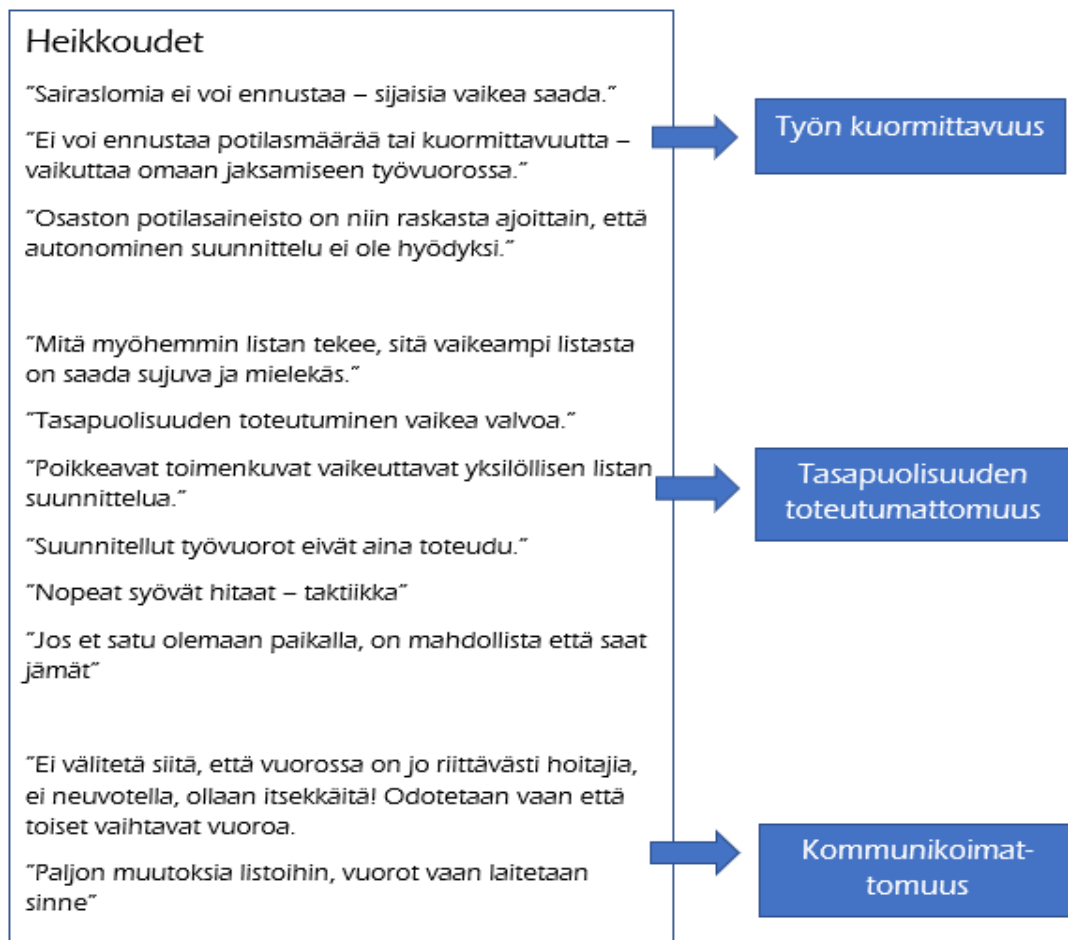 Heikkoudet
”Sairaslomia ei voi ennustaa – sijaisia vaikea saada.”
”Ei voi ennustaa potilasmäärää tai kuormittavuutta –
vaikuttaa omaan jaksamiseen työvuorossa.”
”Osaston potilasaineisto on niin raskasta ajoittain, että
autonominen suunnittelu ei ole hyödyksi.”
Työn kuormittavuus
”Mitä myöhemmin listan tekee, sitä vaikeampi listasta
on saada sujuva ja mielekäs.”
”Tasapuolisuuden toteutuminen vaikea valvoa.”
”Poikkeavat toimenkuvat vaikeuttavat yksilöllisen listan
suunnittelua.”
”Suunnitellut työvuorot eivät aina toteudu.”
”Nopeat syövät hitaat – taktiikka”
”Jos et satu olemaan paikalla, on mahdollista että saat
jämät”
Tasapuolisuuden
toteutumattomuus
”Ei välitetä siitä, että vuorossa on jo riittävästi hoitajia,
ei neuvotella, ollaan itsekkäitä! Odotetaan vaan että
toiset vaihtavat vuoroa.
”Paljon muutoksia listoihin, vuorot vaan laitetaan
sinne”
Kommunikoimat-
tomuus